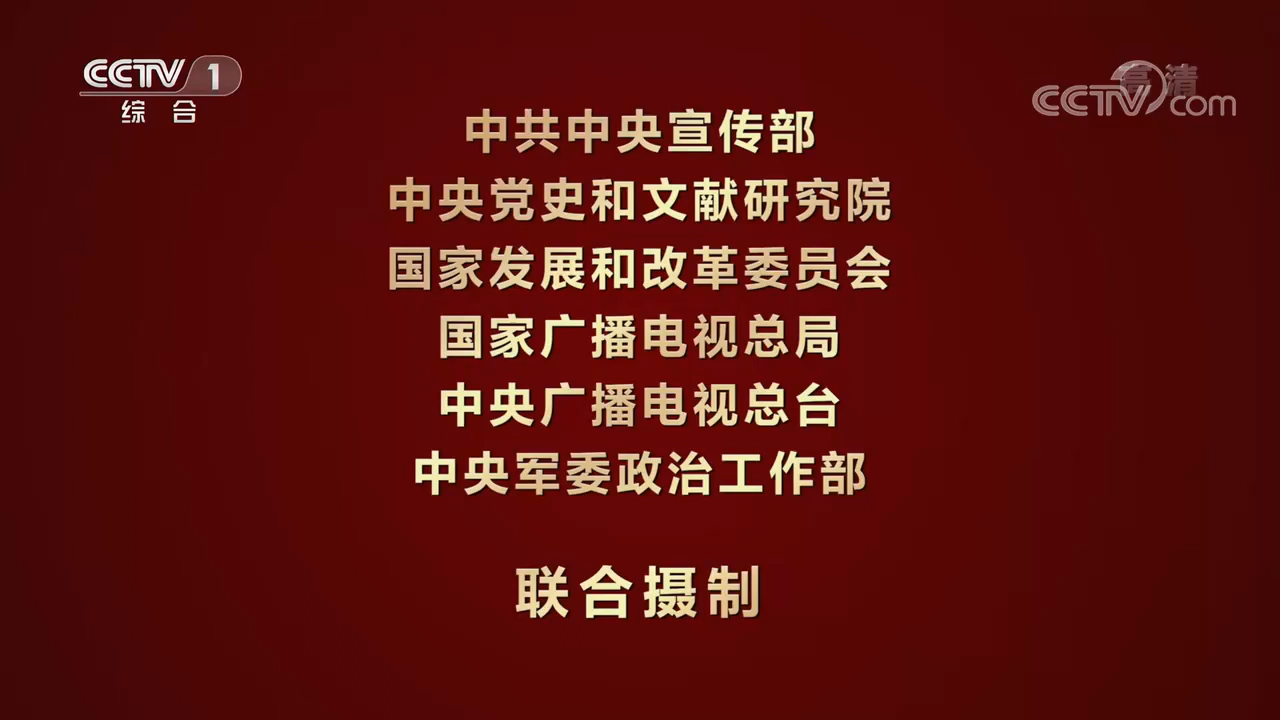 CCTV 1
综合
高清
CCTV.com
中共中央宣传部
中央党史和文献研究院
国家发展和改革委员会
国家广播电视总局
中央广播电视总台
中央军委政治工作部
联合摄制